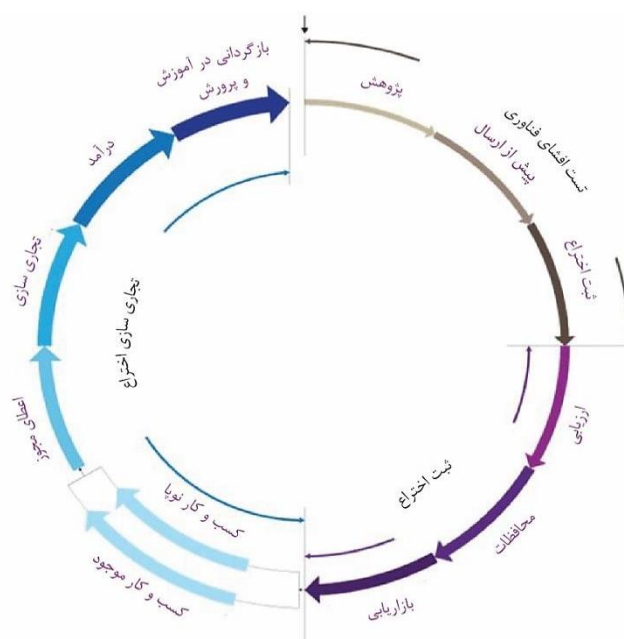 پژوهش
تست افشای فناوری
پیش از ارسال
ثبت اختراع
ارزیابی
محافظات
بازاریابی
ثبت اختراع
کسب و کار نوپا
کسب و کار موجود
اعطای مجوز
تجاری سازی
درآمد
بازگردانی در آموزش
و پرورش
تجاری سازی اختراع